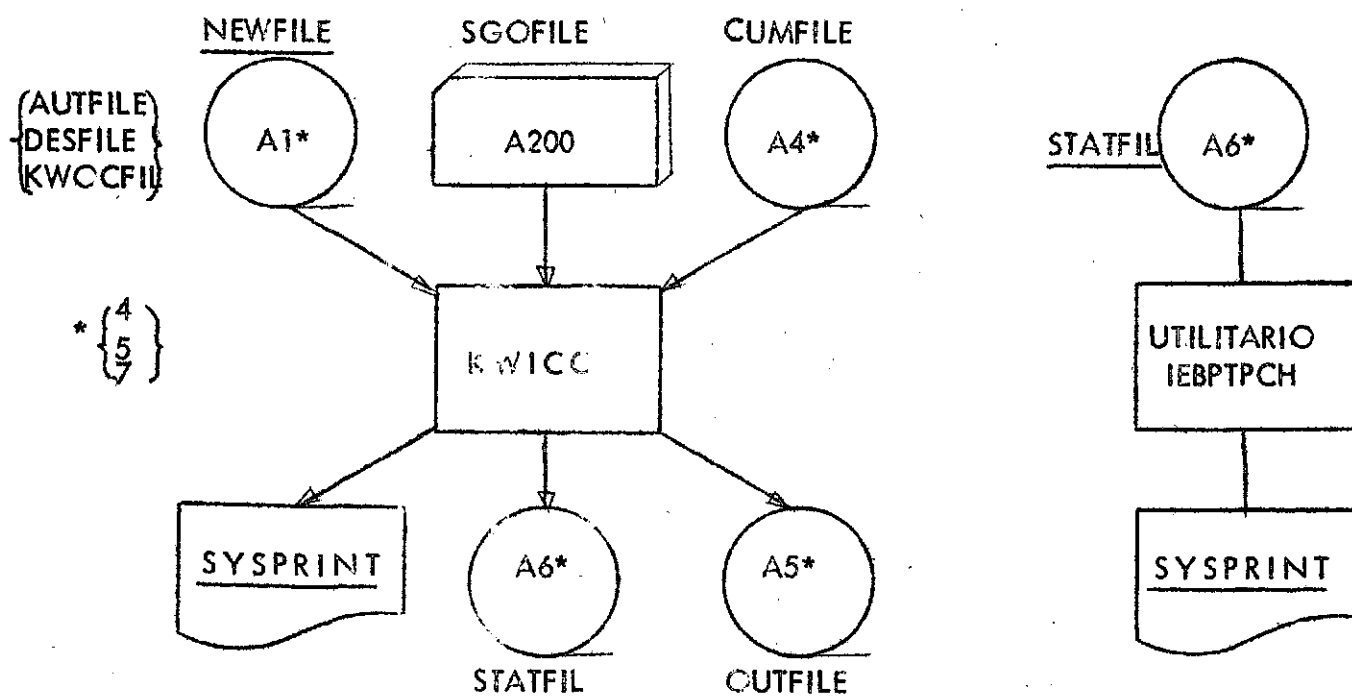 NEWFILE
SGOFILE
CUMFILE
AUTFILE
DESFILE
KWOCFIL
A1*
A200
A4*
STATFIL
A6*
* { 4
5
7 }
KWICC
UTILITARIO
IEBPTPCH
SYSPRINT
A6*
A5*
SYSPRINT
STATFIL
OUTFILE